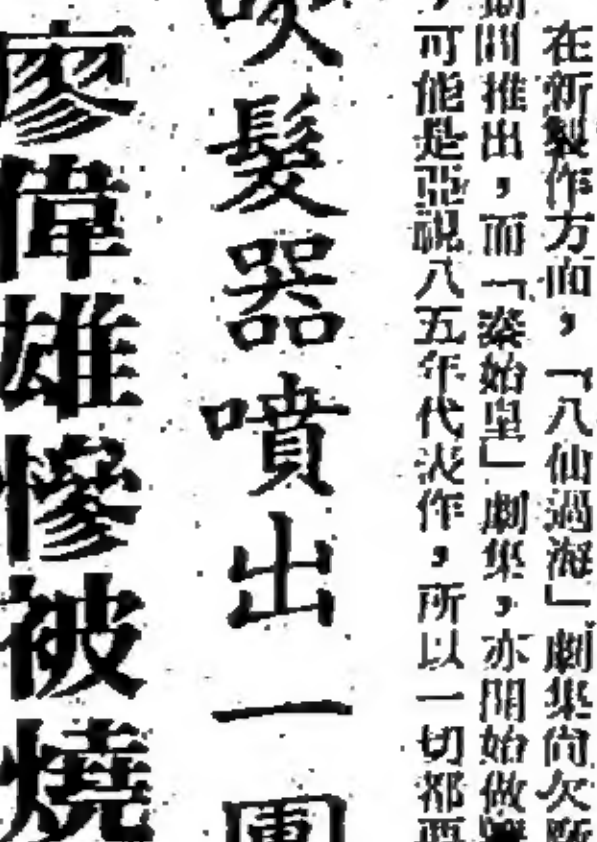 在新製作方面，「八仙過海」劇集尚欠
劇間推出，而「秦始皇」劇集，亦開始做
，可能是亞視八五年代表作，所以一切都要
吹髮器噴出一團
廖偉雄慘被燒